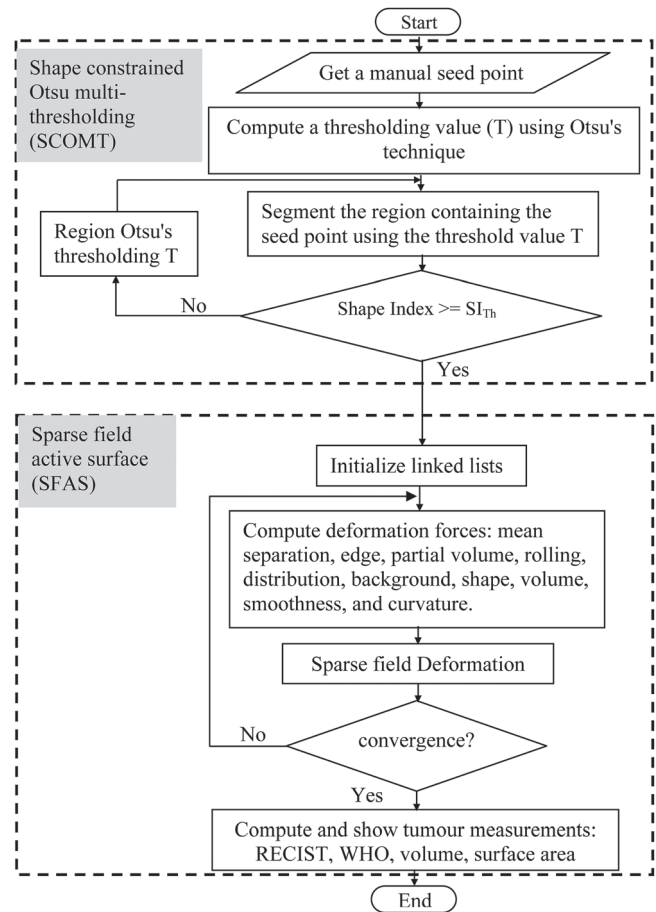 Start
Shape constrained
Otsu multi-
thresholding
(SCOMT)
Get a manual seed point
Compute a thresholding value (T) using Otsu's
technique
Region Otsu's
thresholding T
Segment the region containing the
seed point using the threshold value T
No
Shape Index >= SITh
Yes
Sparse field
active surface
(SFAS)
Initialize linked lists
Compute deformation forces: mean
separation, edge, partial volume, rolling,
distribution, background, shape, volume,
smoothness, and curvature.
Sparse field Deformation
No
convergence?
Yes
Compute and show tumour measurements:
RECIST, WHO, volume, surface area
End